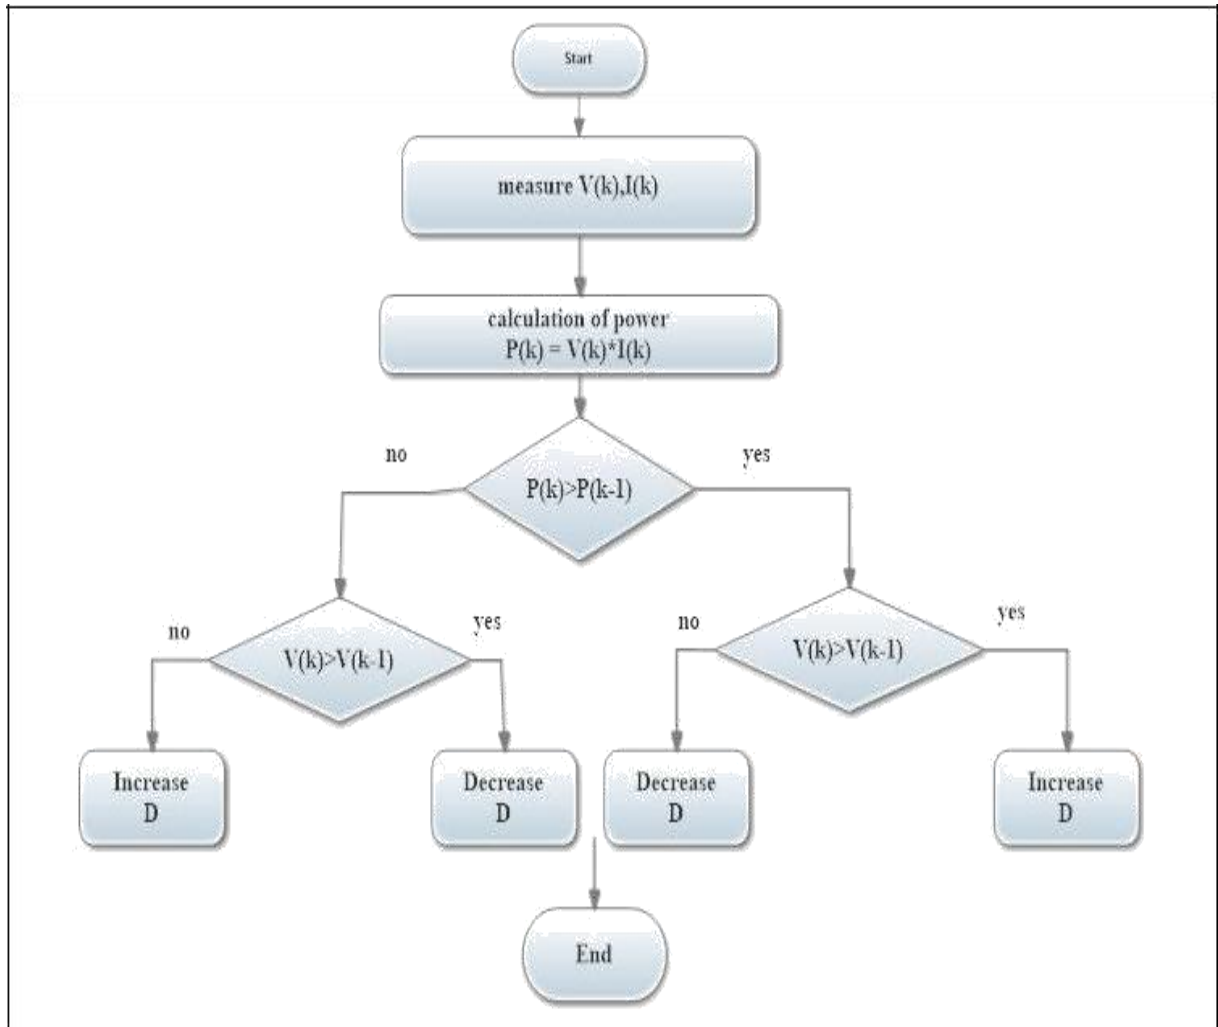 Start
measure V(k),I(k)
calculation of power
P(k) = V(k)*I(k)
no
yes
P(k)>P(k-1)
no
yes
no
yes
V(k)>V(k-1)
V(k)>V(k-1)
Increase
D
Decrease
D
Decrease
D
Increase
D
End